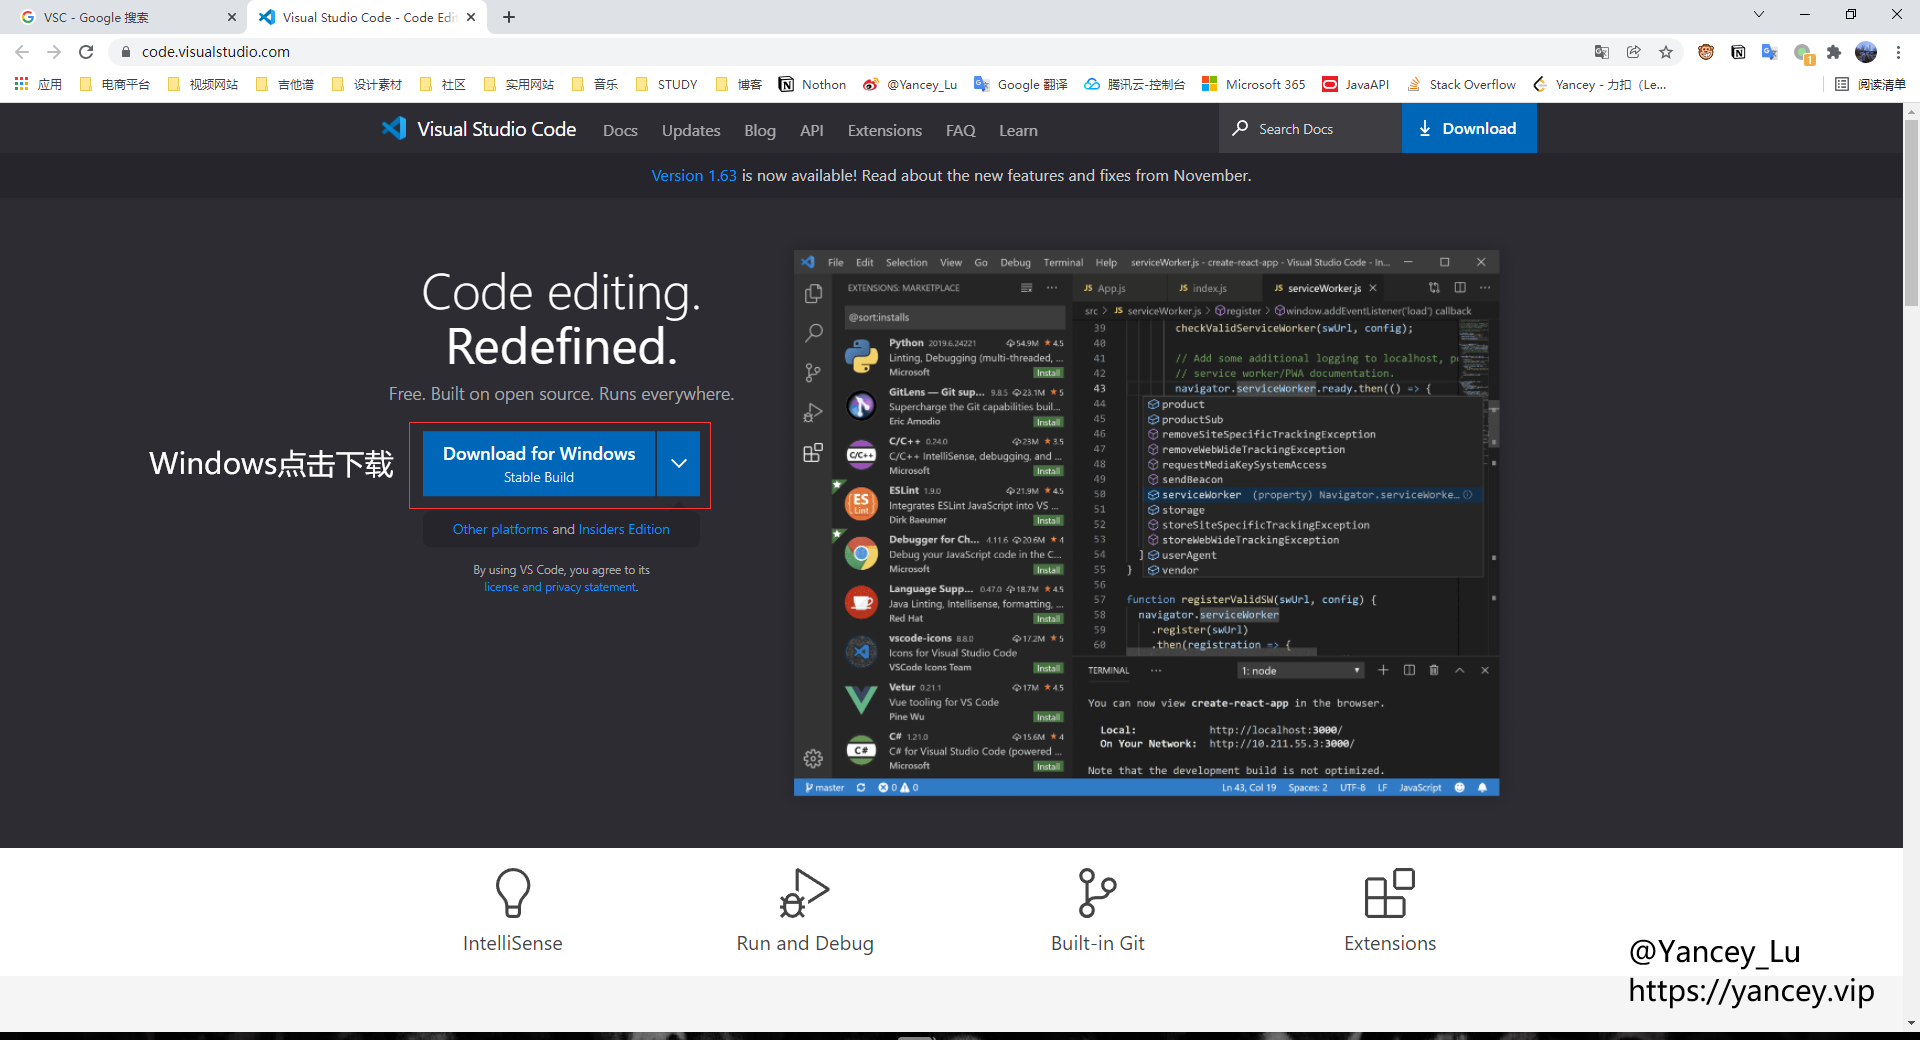 VSC - Google 搜索
Visual Studio Code - Code Edi
code.visualstudio.com
1
应用 电商平台 视频网站 吉他谱 设计素材 社区 实用网站 音乐 STUDY 博客 Nothon @Yancey_Lu Google 翻译 腾讯云-控制台 Microsoft 365 JavaAPI Stack Overflow Yancey - 力扣（Le... 阅读清单
Visual Studio Code Docs Updates Blog API Extensions FAQ Learn Search Docs Download
Version 1.63 is now available! Read about the new features and fixes from November.
Code editing.
Redefined.
Free. Built on open source. Runs everywhere.
Windows点击下载
Download for Windows
Stable Build
Other platforms and Insiders Edition
By using VS Code, you agree to its
license and privacy statement.
File Edit Selection View Go Debug Terminal Help serviceWorker.js - create-react-app - Visual Studio Code - In...
EXTENSIONS: MARKETPLACE
@sort:installs
Python 2019.6.24221 54.9M 4.5
Linting, Debugging (multi-threaded, ...
Microsoft Install
GitLens — Git sup... 9.8.5 23.1M 5
Supercharge the Git capabilities buil...
Eric Amodio Install
C/C++
C/C++ 0.24.0 23M 3.5
C/C++ IntelliSense, debugging, and ...
Microsoft Install
ES
Lint
ESLint 1.9.0 21.9M 4.5
Integrates ESLint JavaScript into VS ...
Dirk Baeumer Install
Debugger for Ch... 4.11.6 20.6M 4
Debug your JavaScript code in the C...
Microsoft Install
Language Supp... 0.47.0 18.7M 4.5
Java Linting, Intellisense, formatting, ...
Red Hat Install
vscode-icons 8.8.0 17.2M 5
Icons for Visual Studio Code
VSCode Icons Team Install
Vetur 0.21.1 17M 4.5
Vue tooling for VS Code
Pine Wu Install
C#
C# 1.21.0 15.6M 4
C# for Visual Studio Code (powered ...
Microsoft Install
JS App.js JS index.js JS serviceWorker.js
src > JS serviceWorker.js > register > window.addEventListener('load') callback
39 checkValidServiceWorker(swUrl, config);
40
41 // Add some additional logging to localhost, p
42 // service worker/PWA documentation.
43 navigator.serviceWorker.ready.then(() => {
44 product
45 productSub
46 removeSiteSpecificTrackingException
47 removeWebWideTrackingException
48 requestMediaKeySystemAccess
49 sendBeacon
50 serviceWorker (property) Navigator.serviceWorke...
51 storage
52 storeSiteSpecificTrackingException
53 storeWebWideTrackingException
54 ] userAgent
55 } vendor
56
57 function registerValidSW(swUrl, config) {
58 navigator.serviceWorker
59 .register(swUrl)
60 .then(registration => {
TERMINAL ... 1: node
You can now view create-react-app in the browser.
Local: http://localhost:3000/
On Your Network: http://10.211.55.3:3000/
Note that the development build is not optimized.
master 0 0 Ln 43, Col 19 Spaces: 2 UTF-8 LF JavaScript
IntelliSense Run and Debug Built-in Git Extensions
@Yancey_Lu
https://yancey.vip